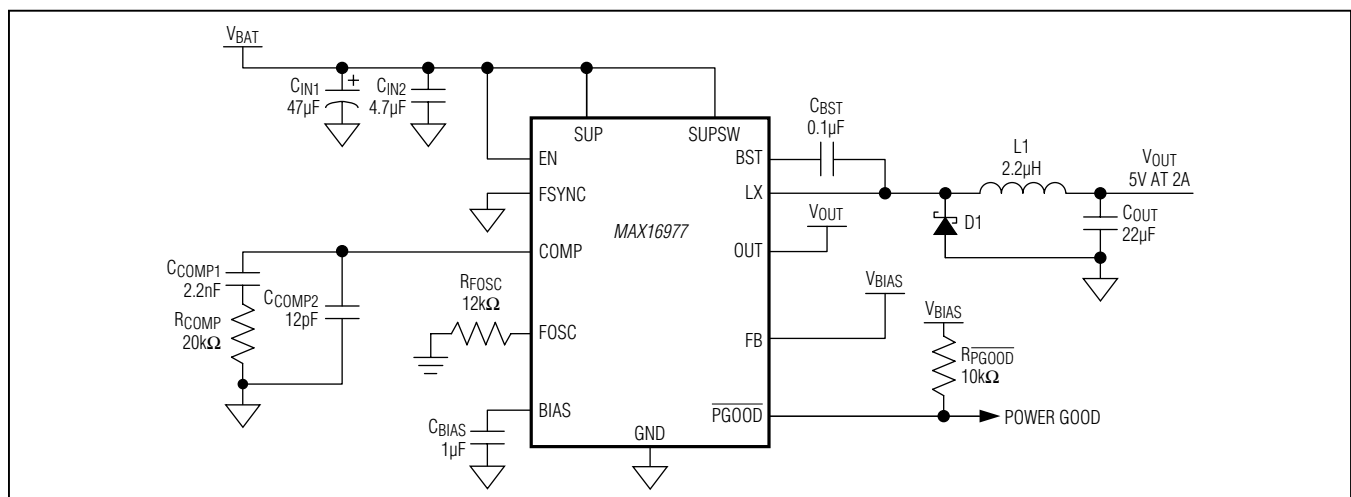 VBAT
CIN1
47µF
+
CIN2
4.7µF
SUP
SUPSW
EN
FSYNC
COMP
FOSC
BIAS
GND
MAX16977
BST
LX
OUT
FB
PGOOD
CBST
0.1µF
L1
2.2µH
VOUT
5V AT 2A
D1
COUT
22µF
VOUT
VBIAS
VBIAS
RPGOOD
10kΩ
POWER GOOD
CCOMP1
2.2nF
RCOMP
20kΩ
CCOMP2
12pF
RFOSC
12kΩ
CBIAS
1µF